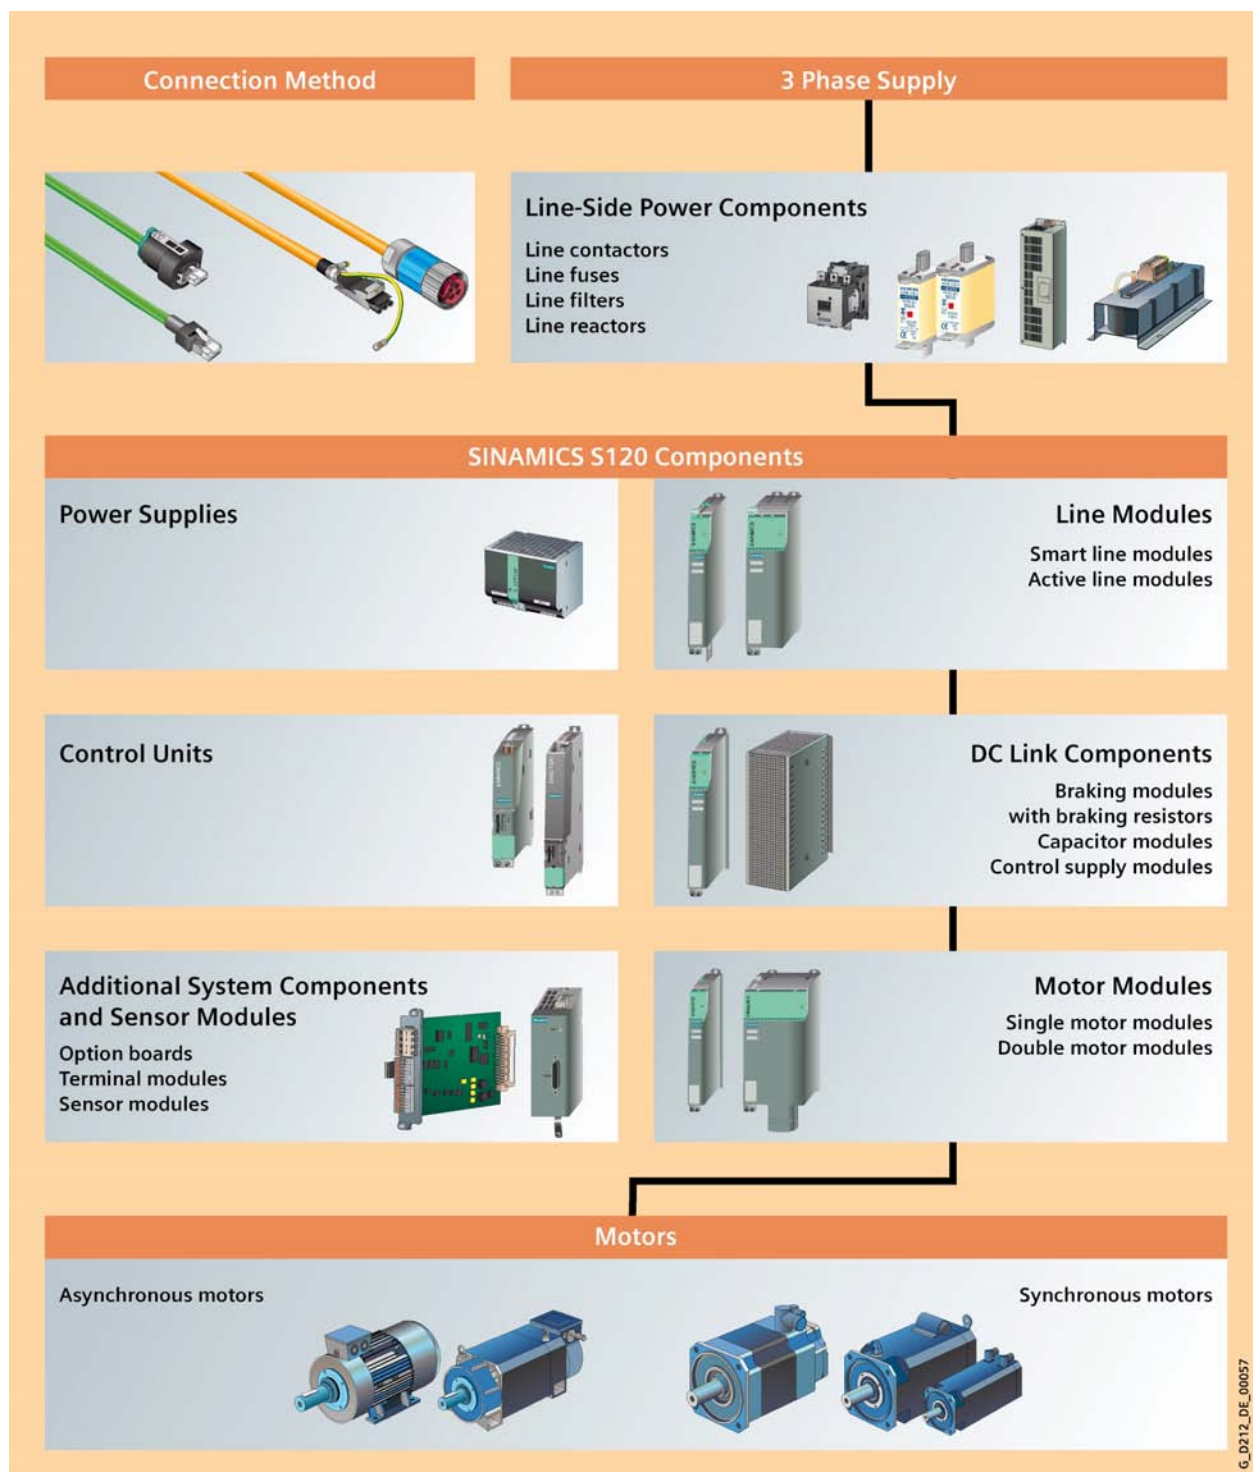 Connection Method
3 Phase Supply
Line-Side Power Components
Line contactors
Line fuses
Line filters
Line reactors
SINAMICS S120 Components
Power Supplies
Line Modules
Smart line modules
Active line modules
Control Units
DC Link Components
Braking modules
with braking resistors
Capacitor modules
Control supply modules
Additional System Components
and Sensor Modules
Option boards
Terminal modules
Sensor modules
Motor Modules
Single motor modules
Double motor modules
Motors
Asynchronous motors
Synchronous motors
G_D212_DE_00057